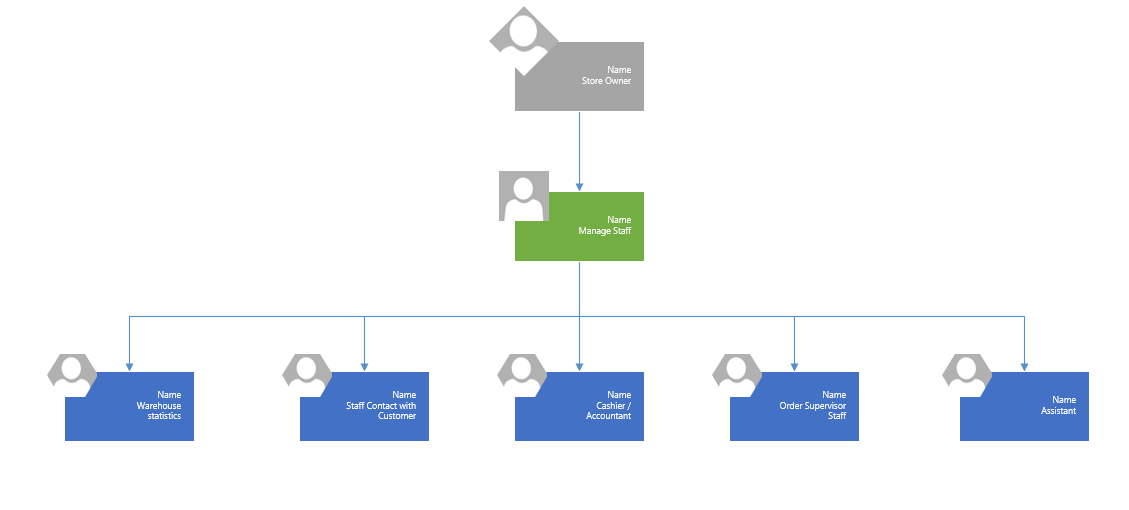 Name
Store Owner
Name
Manage Staff
Name
Warehouse
statistics
Name
Staff Contact with
Customer
Name
Cashier /
Accountant
Name
Order Supervisor
Staff
Name
Assistant